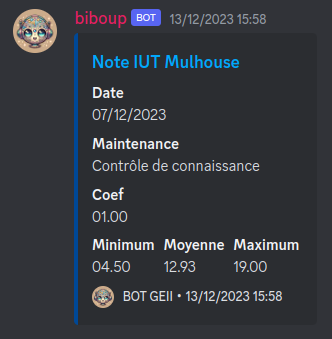 biboup BOT 13/12/2023 15:58
Note IUT Mulhouse
Date
07/12/2023
Maintenance
Contrôle de connaissance
Coef
01.00
Minimum Moyenne Maximum
04.50 12.93 19.00
BOT GEII • 13/12/2023 15:58